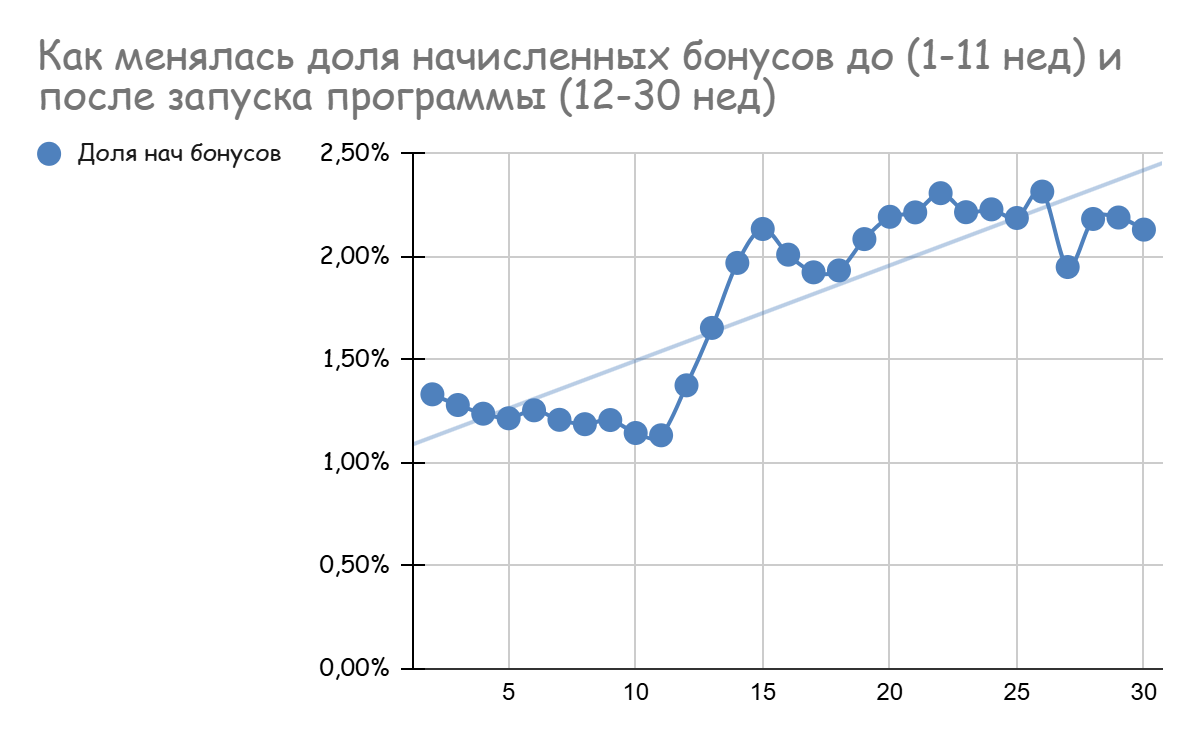 Как менялась доля начисленных бонусов до (1-11 нед) и
после запуска программы (12-30 нед)
Доля нач бонусов
2,50%
2,00%
1,50%
1,00%
0,50%
0,00%
5 10 15 20 25 30